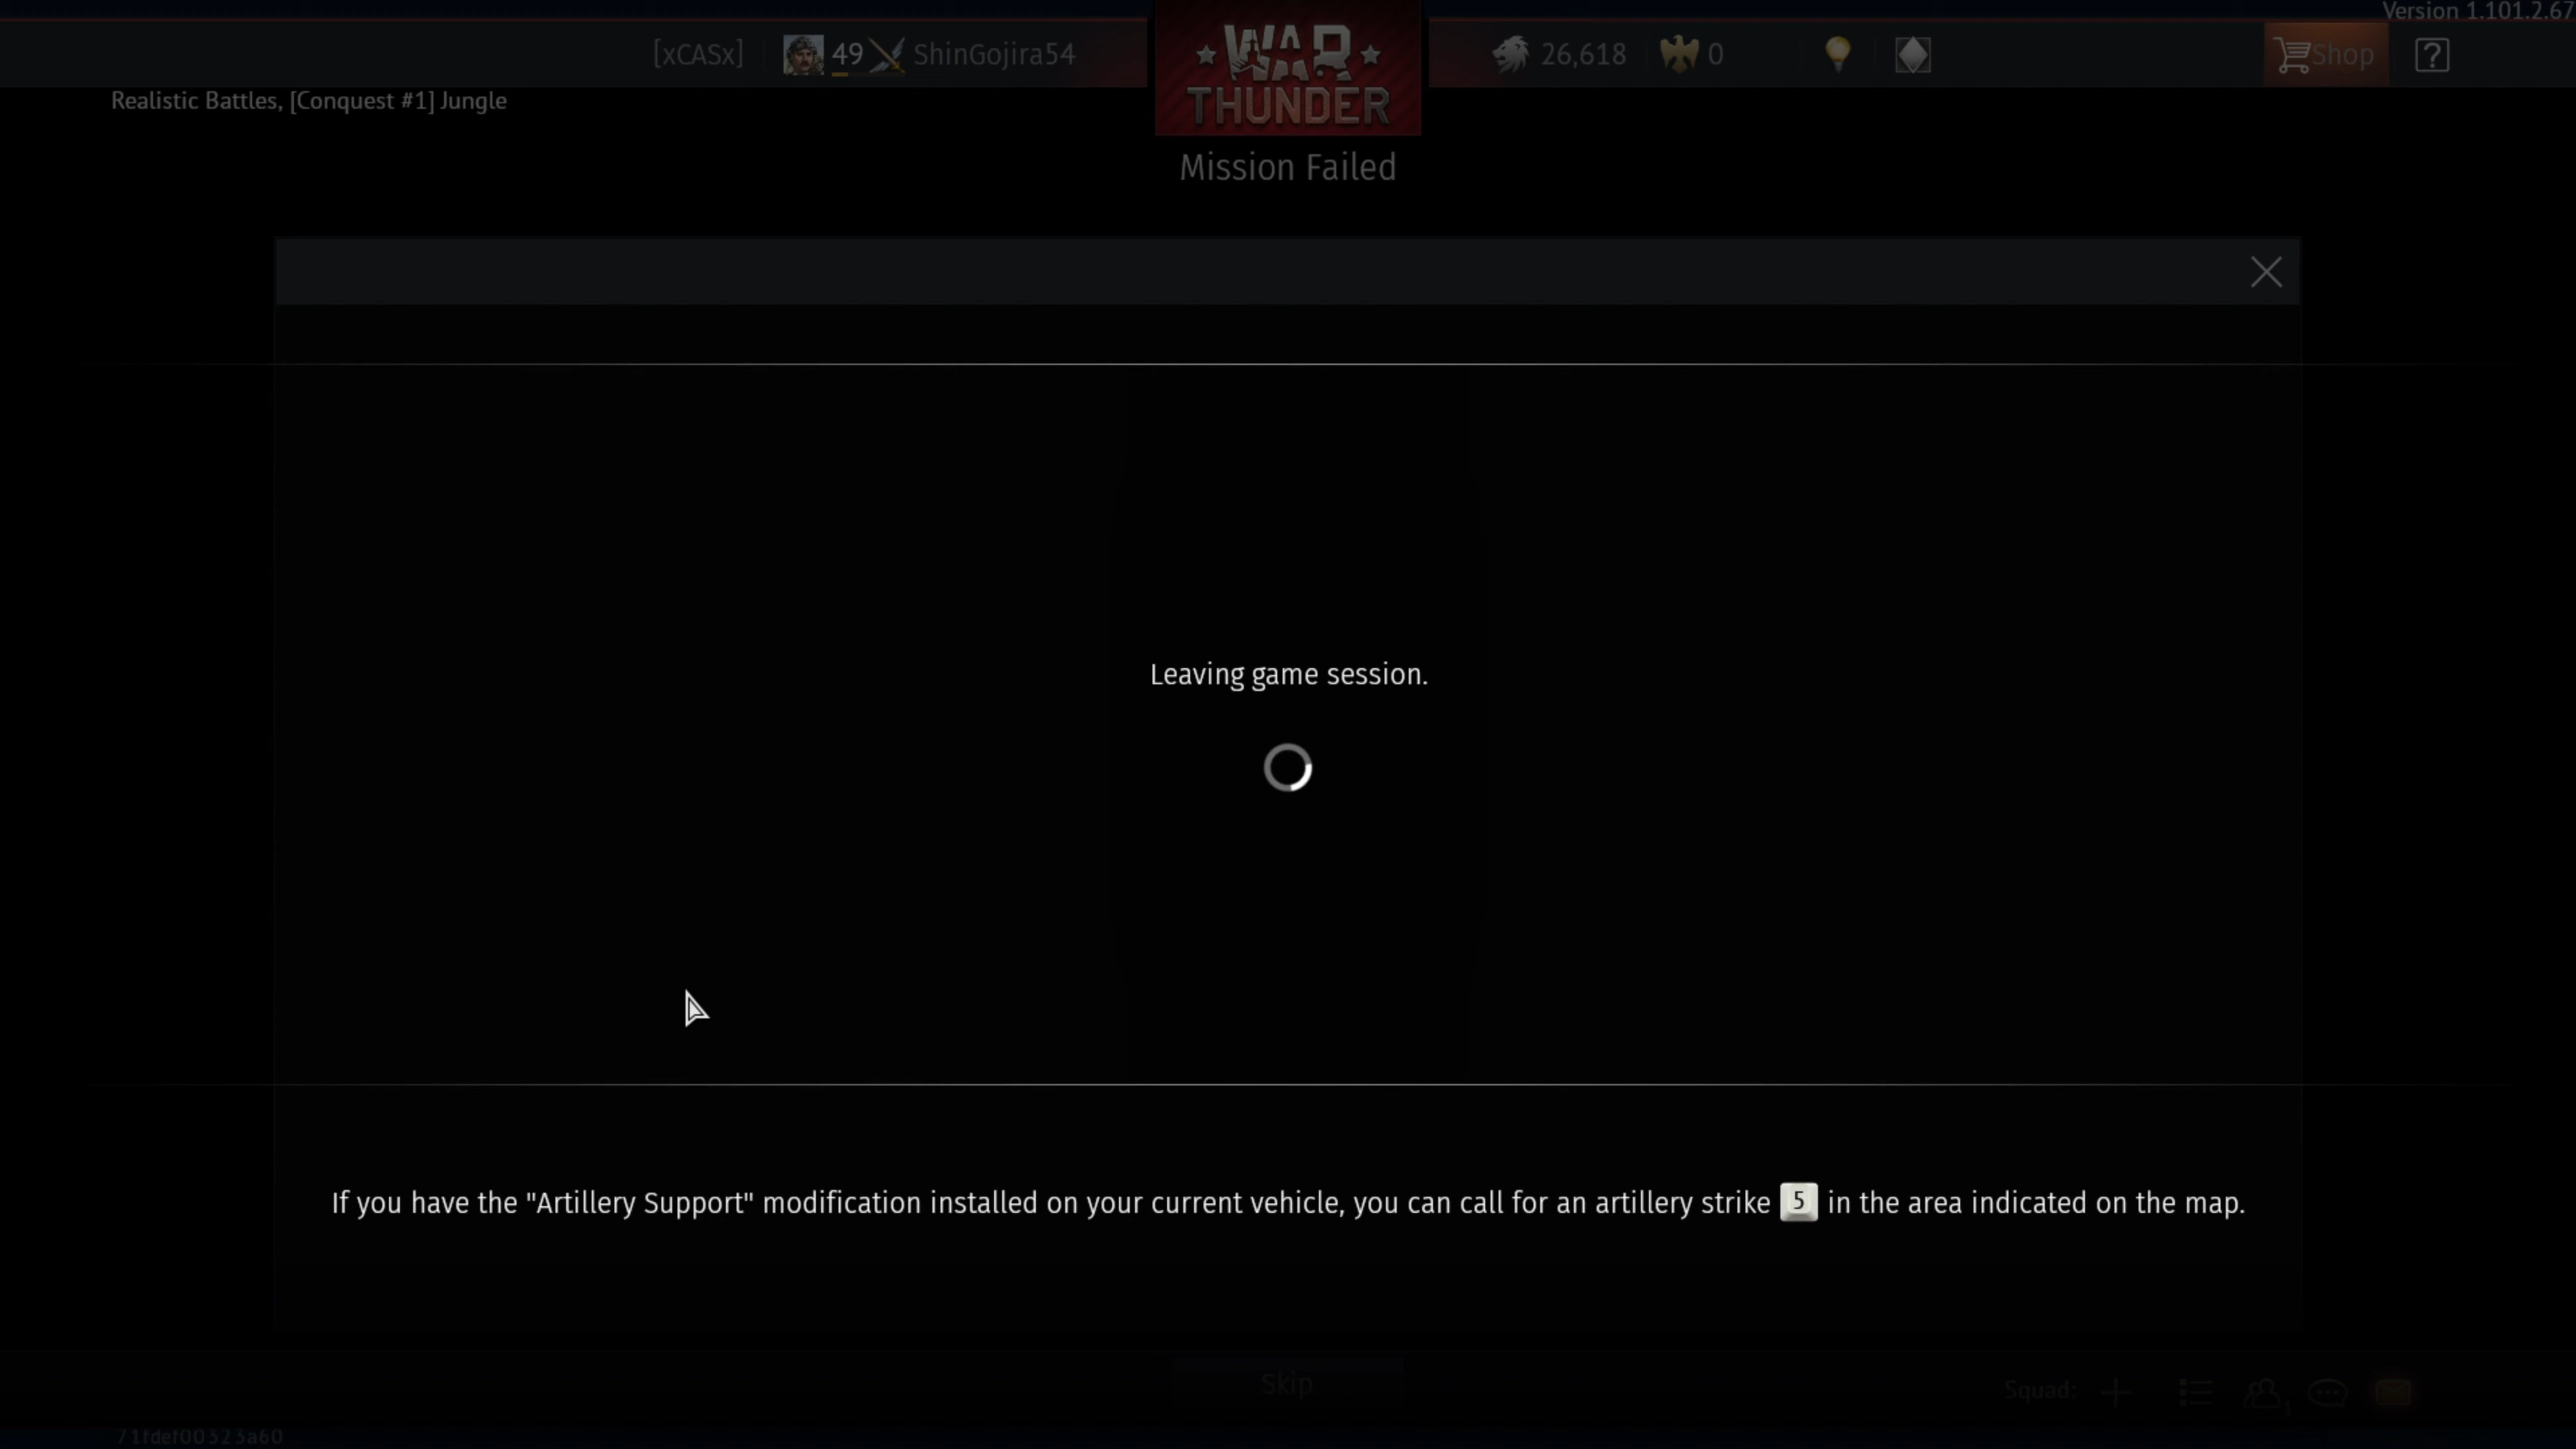 Version 1.101.2.67
[xCASx] 49 ShinGojira54 WAR THUNDER 26,618 0 Shop ?
Realistic Battles, [Conquest #1] Jungle
Mission Failed
Leaving game session.
If you have the "Artillery Support" modification installed on your current vehicle, you can call for an artillery strike 5 in the area indicated on the map.
Skip
Squad:
71fdef00323a60